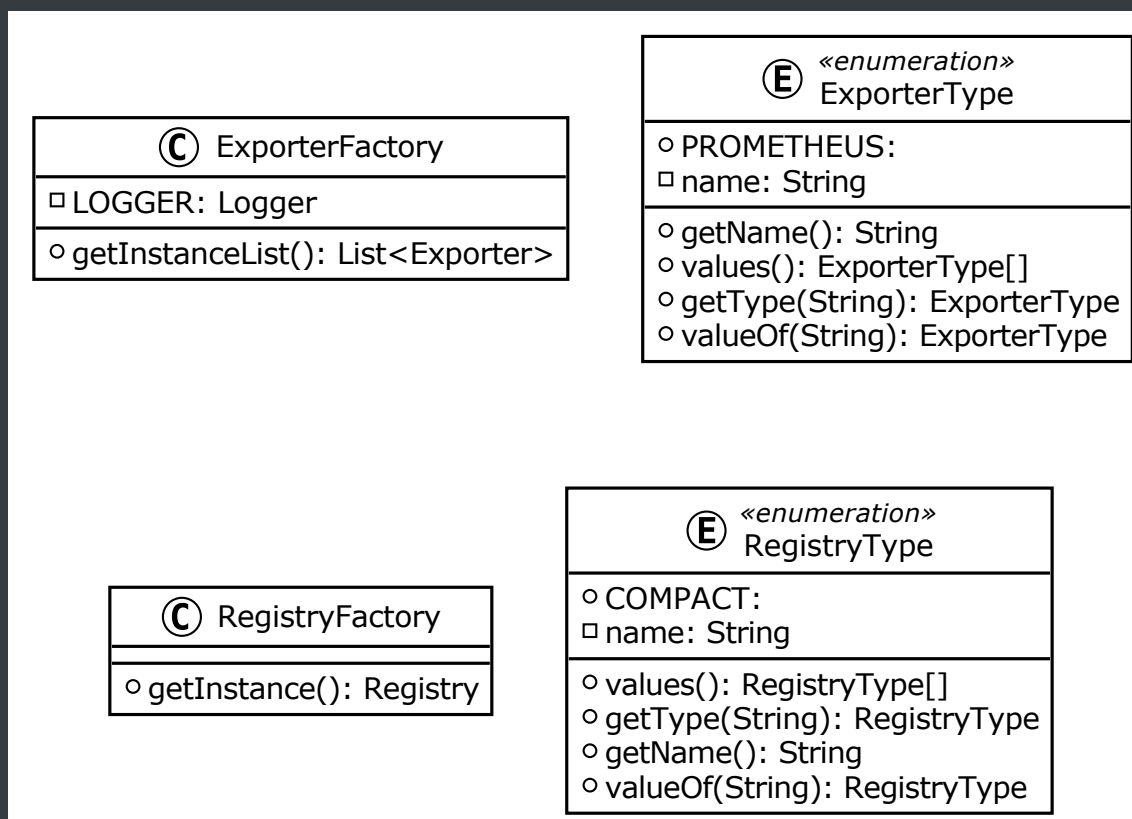 C ExporterFactory
LOGGER: Logger
getInstanceList(): List<Exporter>
«enumeration»
E
ExporterType
PROMETHEUS:
name: String
getName(): String
values(): ExporterType[]
getType(String): ExporterType
valueOf(String): ExporterType
C RegistryFactory
getInstance(): Registry
«enumeration»
E
RegistryType
COMPACT:
name: String
values(): RegistryType[]
getType(String): RegistryType
getName(): String
valueOf(String): RegistryType